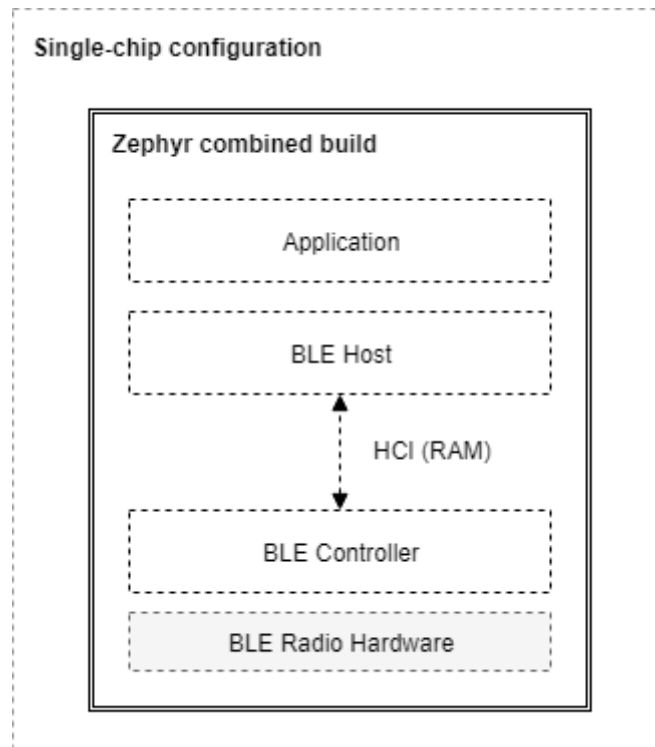 Single-chip configuration
Zephyr combined build
Application
BLE Host
HCI (RAM)
BLE Controller
BLE Radio Hardware